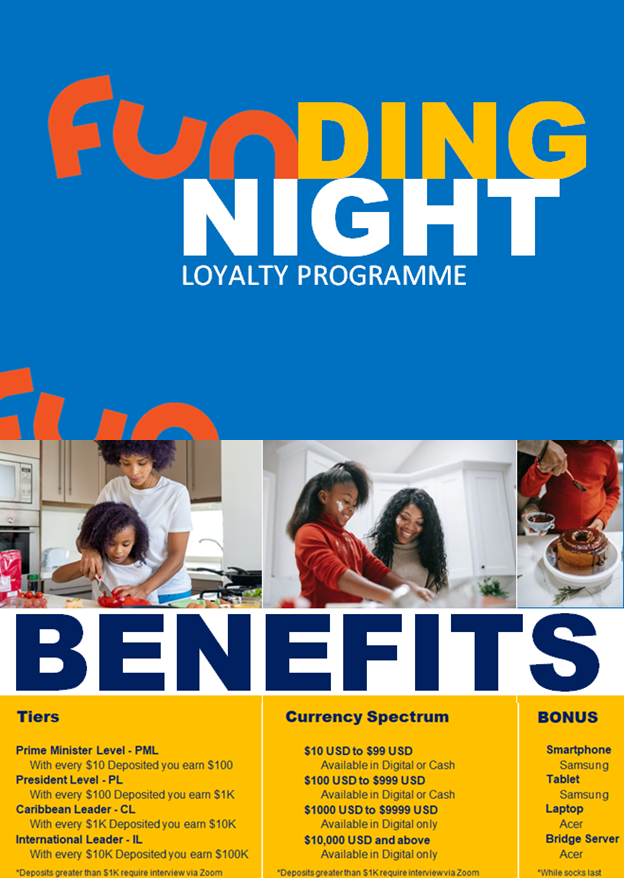 FUNDING
NIGHT
LOYALTY PROGRAMME
Fun
BENEFITS
Tiers
Prime Minister Level - PML
With every $10 Deposited you earn $100
President Level - PL
With every $100 Deposited you earn $1K
Caribbean Leader - CL
With every $1K Deposited you earn $10K
International Leader - IL
With every $10K Deposited you earn $100K
*Deposits greater than $1K require interview via Zoom
Currency Spectrum
$10 USD to $99 USD
Available in Digital or Cash
$100 USD to $999 USD
Available in Digital or Cash
$1000 USD to $9999 USD
Available in Digital only
$10,000 USD and above
Available in Digital only
*Deposits greater than $1K require interview via Zoom
BONUS
Smartphone
Samsung
Tablet
Samsung
Laptop
Acer
Bridge Server
Acer
*While socks last